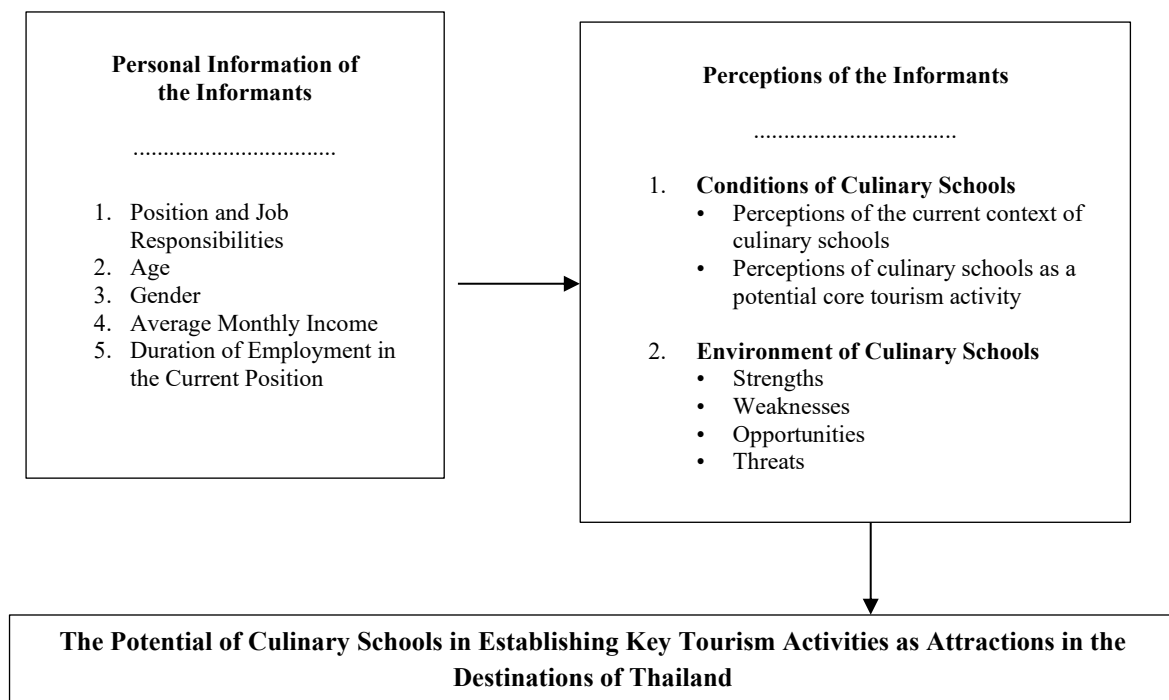 Personal Information of
the Informants
..................................
1. Position and Job
Responsibilities
2. Age
3. Gender
4. Average Monthly Income
5. Duration of Employment in
the Current Position
Perceptions of the Informants
..................................
1. Conditions of Culinary Schools
• Perceptions of the current context of
culinary schools
• Perceptions of culinary schools as a
potential core tourism activity
2. Environment of Culinary Schools
• Strengths
• Weaknesses
• Opportunities
• Threats
The Potential of Culinary Schools in Establishing Key Tourism Activities as Attractions in the
Destinations of Thailand